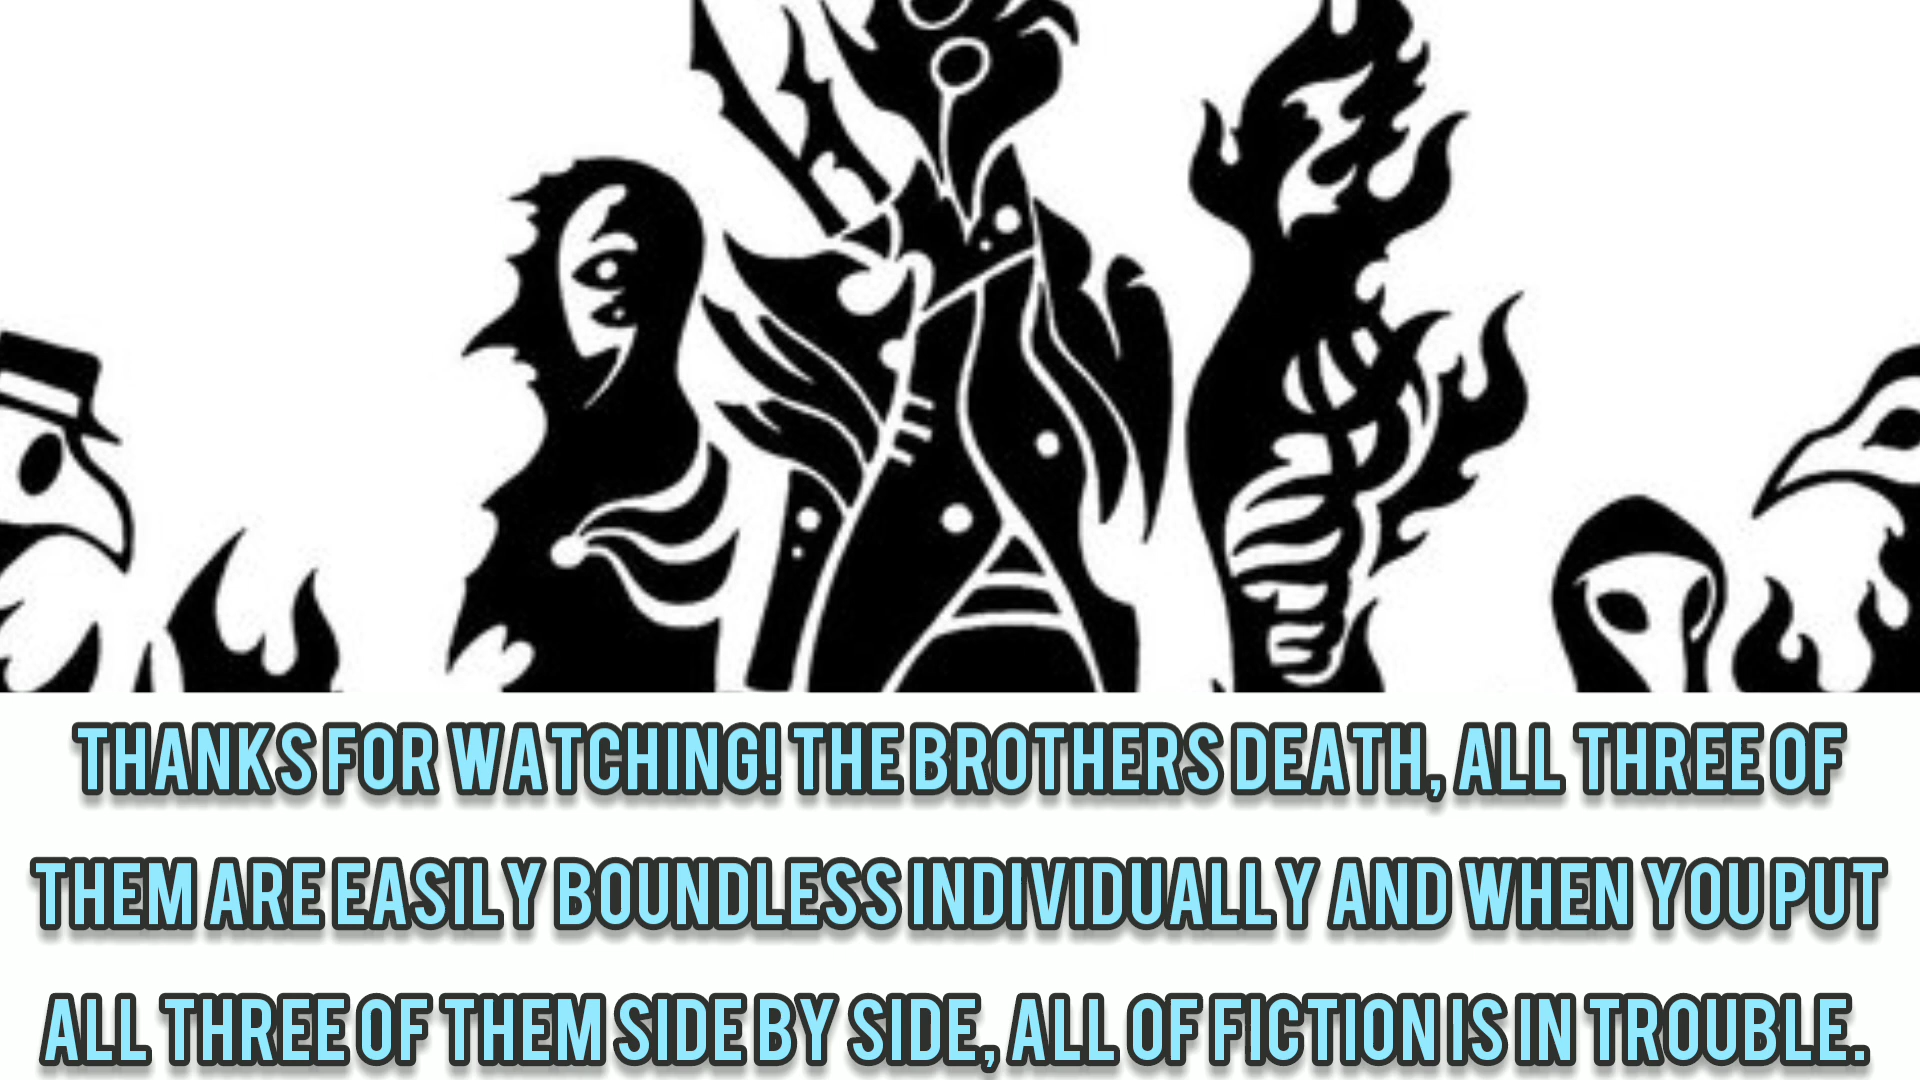 THANKS FOR WATCHING! THE BROTHERS DEATH, ALL THREE OF
THEM ARE EASILY BOUNDLESS INDIVIDUALLY AND WHEN YOU PUT
ALL THREE OF THEM SIDE BY SIDE, ALL OF FICTION IS IN TROUBLE.